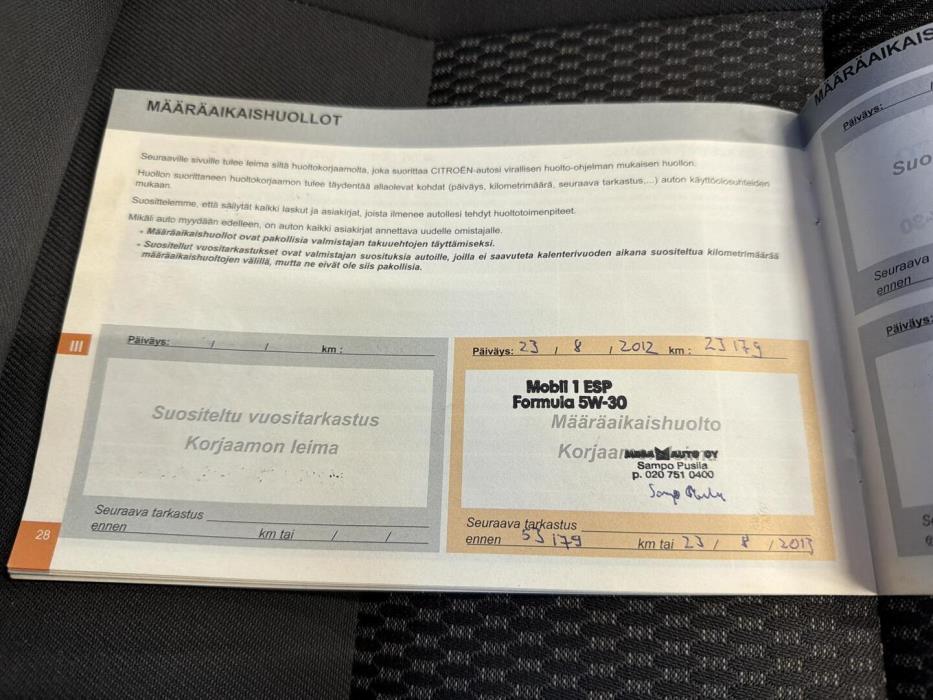 MÄÄRÄAIKAISHUOLLOT
Seuraaville sivuille tulee leima siltä huoltokorjaamolta, joka suorittaa CITROËN-autosi virallisen huolto-ohjelman mukaisen huollon.
Huollon suorittaneen huoltokorjaamon tulee täydentää allaolevat kohdat (päiväys, kilometrimäärä, seuraava tarkastus,...) auton käyttöolosuhteiden
mukaan.
Suosittelemme, että säilytät kaikki laskut ja asiakirjat, joista ilmenee autollesi tehdyt huoltotoimenpiteet.
Mikäli auto myydään edelleen, on auton kaikki asiakirjat annettava uudelle omistajalle.
- Määräaikaishuollot ovat pakollisia valmistajan takuuehtojen täyttämiseksi.
- Suositellut vuositarkastukset ovat valmistajan suosituksia autoille, joilla ei saavuteta kalenterivuoden aikana suositeltua kilometrimäärää
määräaikaishuoltojen välillä, mutta ne eivät ole siis pakollisia.
III
Päiväys: / / km :
Suositeltu vuositarkastus
Korjaamon leima
Seuraava tarkastus
ennen km tai / /
28
Päiväys: 23 / 8 / 2012 km : 23179
Mobil 1 ESP
Formula 5W-30
Määräaikaishuolto
AUTO OY
Sampo Pusila
p. 020 751 0400
Seuraava tarkastus
ennen 53179 km tai 23 / 8 / 2013
MÄÄRÄAIKAIS
Päiväys:
Suo
Seuraava
ennen
Päiväys: